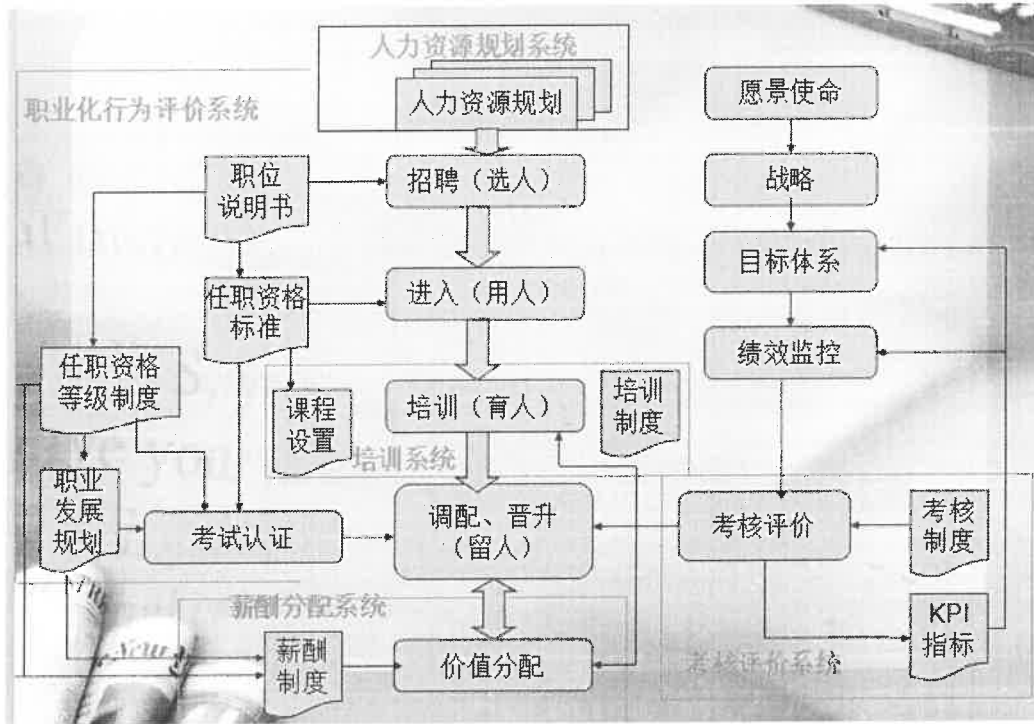 人力资源规划系统
人力资源规划
愿景使命
职业化行为评价系统
职位
说明书
招聘（选人）
战略
任职资格
标准
进入（用人）
目标体系
任职资格
等级制度
绩效监控
课程
设置
培训（育人）
培训
制度
培训系统
职业
发展
规划
考试认证
调配、晋升
（留人）
考核评价
考核
制度
薪酬分配系统
KPI
指标
薪酬
制度
价值分配
考核评价系统